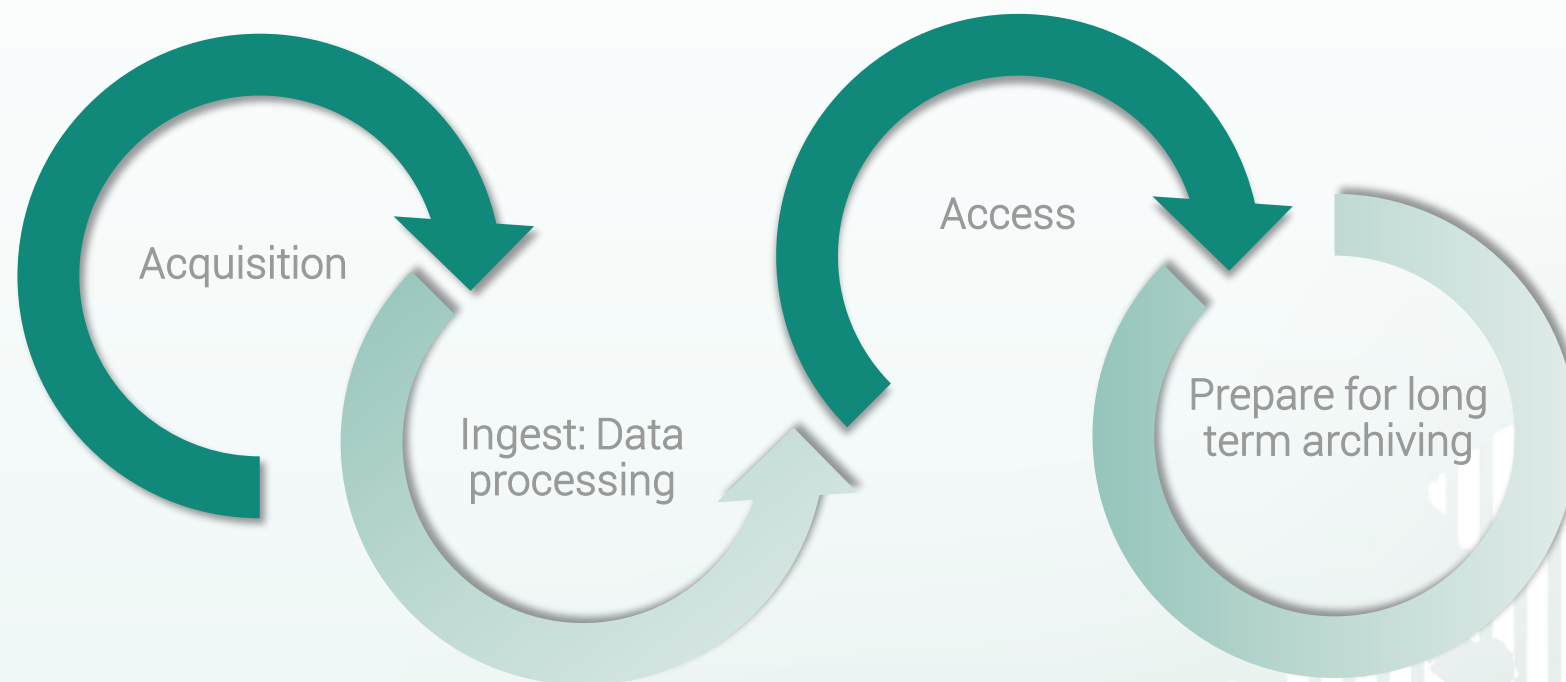 Acquisition
Ingest: Data
processing
Access
Prepare for long
term archiving